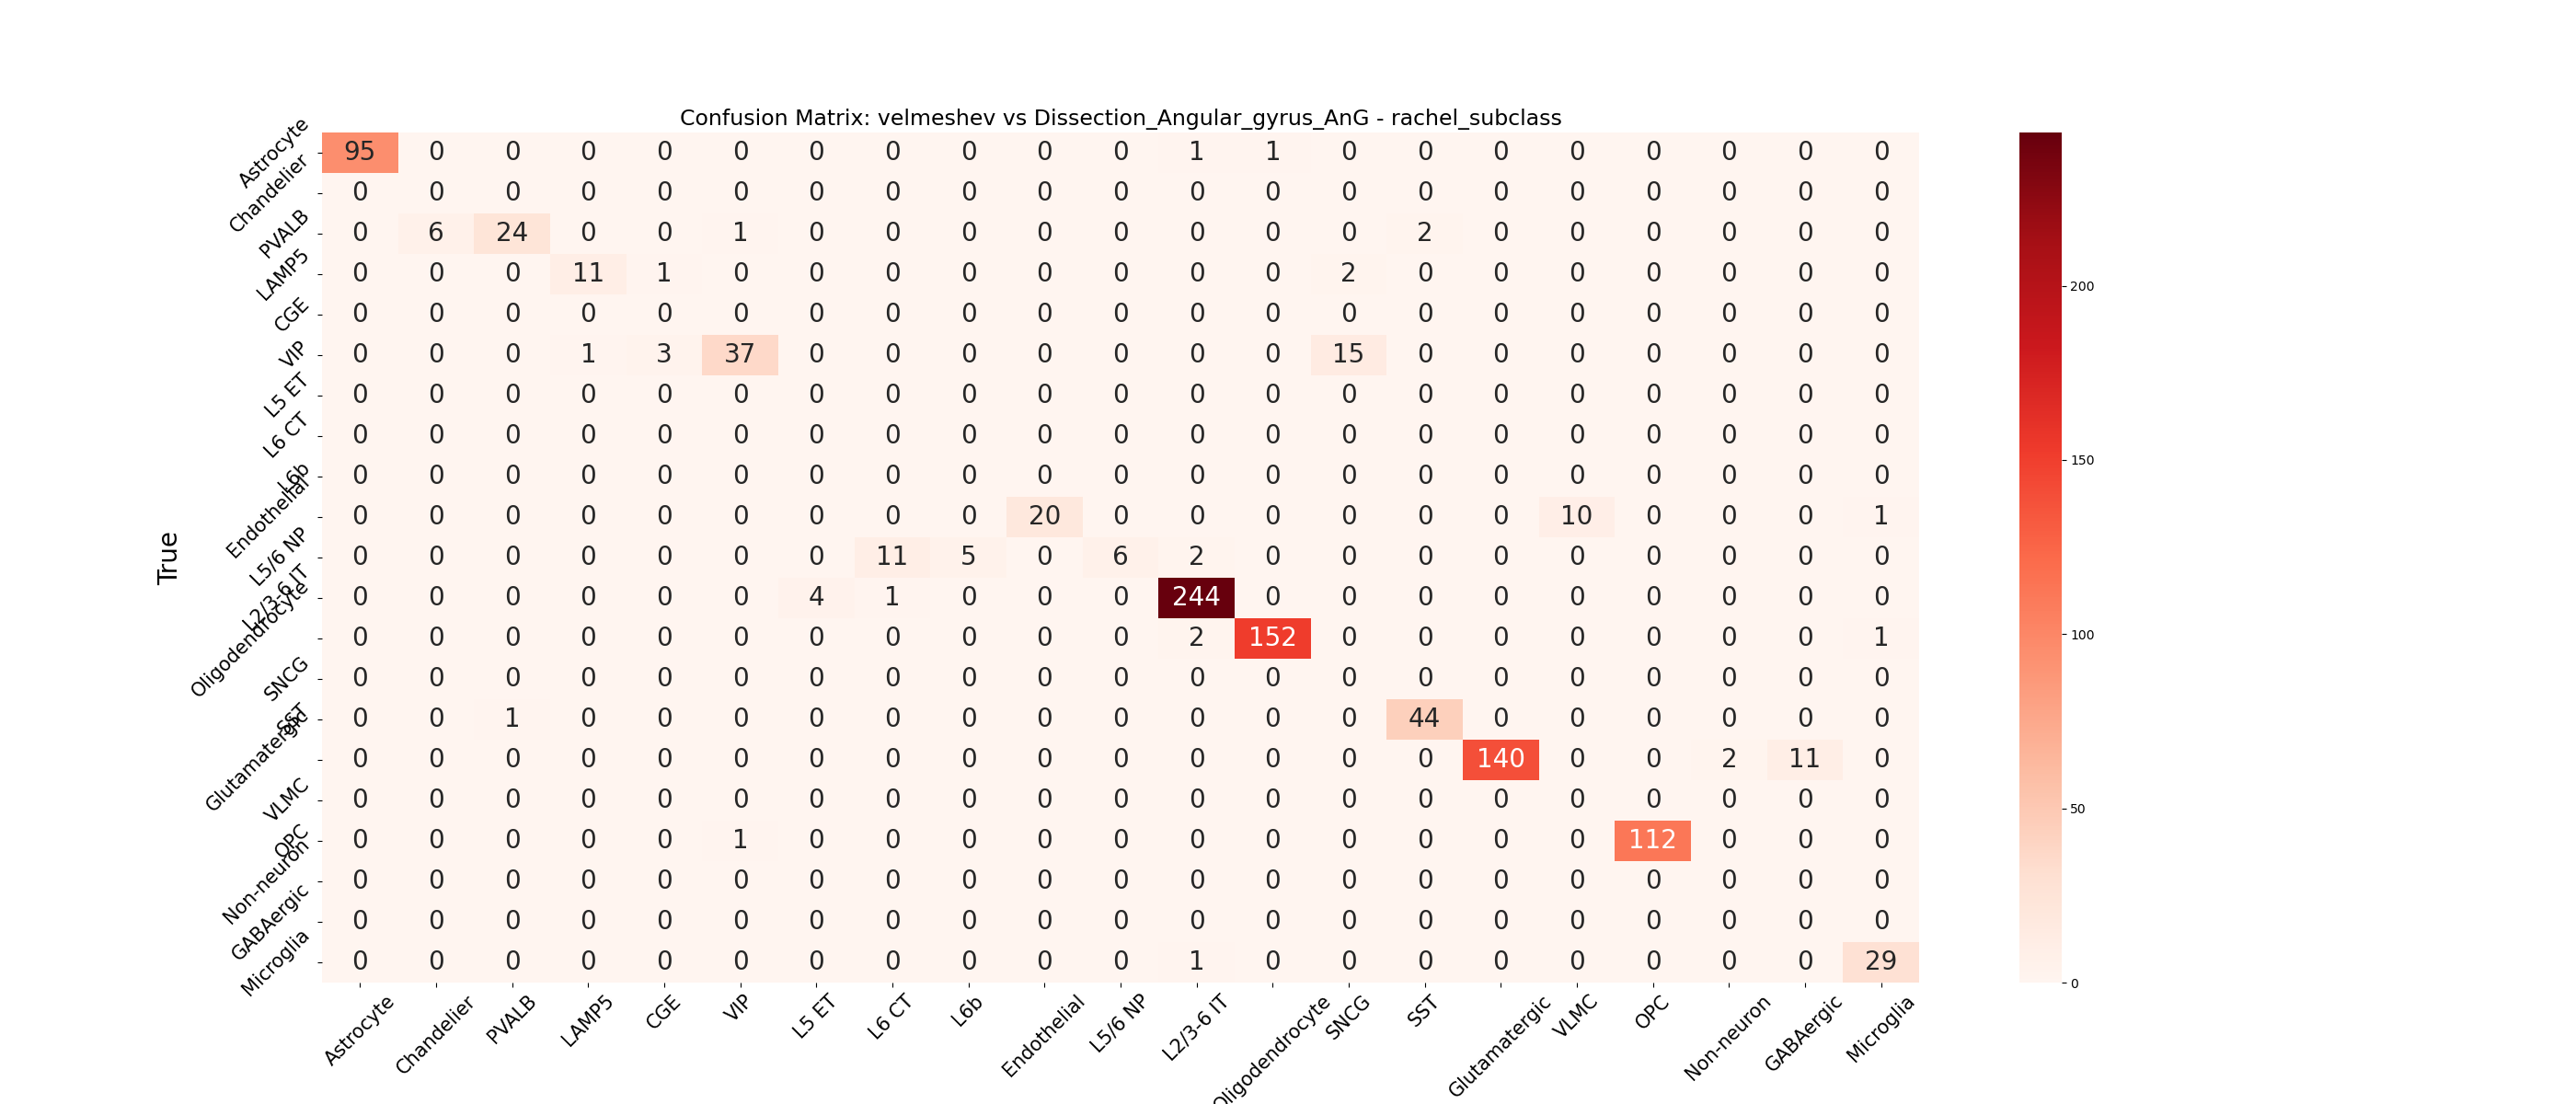 Confusion Matrix: velmeshev vs Dissection_Angular_gyrus_AnG - rachel_subclass
True
Astrocyte 95 0 0 0 0 0 0 0 0 0 0 1 1 0 0 0 0 0 0 0 0
Chandelier 0 0 0 0 0 0 0 0 0 0 0 0 0 0 0 0 0 0 0 0 0
PVALB 0 6 24 0 0 1 0 0 0 0 0 0 0 0 2 0 0 0 0 0 0
LAMP5 0 0 0 11 1 0 0 0 0 0 0 0 0 2 0 0 0 0 0 0 0
CGE 0 0 0 0 0 0 0 0 0 0 0 0 0 0 0 0 0 0 0 0 0
VIP 0 0 0 1 3 37 0 0 0 0 0 0 0 15 0 0 0 0 0 0 0
L5 ET 0 0 0 0 0 0 0 0 0 0 0 0 0 0 0 0 0 0 0 0 0
L6 CT 0 0 0 0 0 0 0 0 0 0 0 0 0 0 0 0 0 0 0 0 0
L6b 0 0 0 0 0 0 0 0 0 0 0 0 0 0 0 0 0 0 0 0 0
Endothelial 0 0 0 0 0 0 0 0 0 20 0 0 0 0 0 0 10 0 0 0 1
L5/6 NP 0 0 0 0 0 0 0 11 5 0 6 2 0 0 0 0 0 0 0 0 0
L2/3-6 IT 0 0 0 0 0 0 4 1 0 0 0 244 0 0 0 0 0 0 0 0 0
Oligodendrocyte 0 0 0 0 0 0 0 0 0 0 0 2 152 0 0 0 0 0 0 0 1
SNCG 0 0 0 0 0 0 0 0 0 0 0 0 0 0 0 0 0 0 0 0 0
SST 0 0 1 0 0 0 0 0 0 0 0 0 0 0 44 0 0 0 0 0 0
Glutamatergic 0 0 0 0 0 0 0 0 0 0 0 0 0 0 0 140 0 0 2 11 0
VLMC 0 0 0 0 0 0 0 0 0 0 0 0 0 0 0 0 0 0 0 0 0
OPC 0 0 0 0 0 1 0 0 0 0 0 0 0 0 0 0 0 112 0 0 0
Non-neuron 0 0 0 0 0 0 0 0 0 0 0 0 0 0 0 0 0 0 0 0 0
GABAergic 0 0 0 0 0 0 0 0 0 0 0 0 0 0 0 0 0 0 0 0 0
Microglia 0 0 0 0 0 0 0 0 0 0 0 1 0 0 0 0 0 0 0 0 29
Astrocyte Chandelier PVALB LAMP5 CGE VIP L5 ET L6 CT L6b Endothelial L5/6 NP L2/3-6 IT Oligodendrocyte SNCG SST Glutamatergic VLMC OPC Non-neuron GABAergic Microglia
200
150
100
50
0